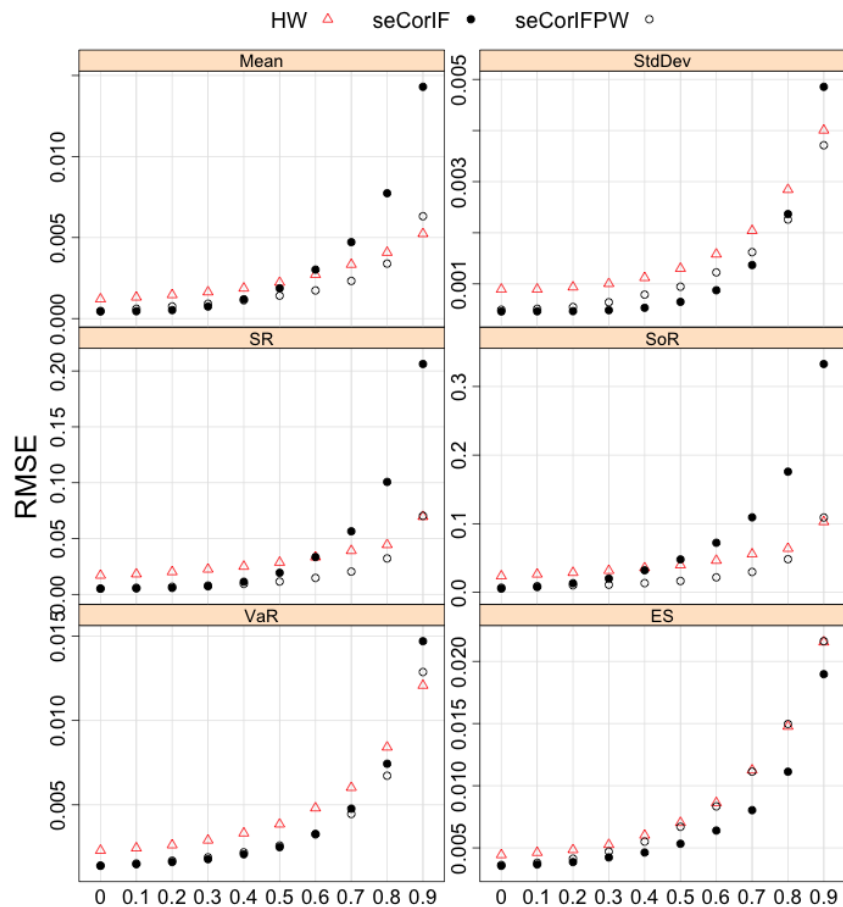 HW seCorIF seCorIFPW
Mean StdDev
0.000 0.005 0.010
0.001 0.003 0.005
SR SoR
0.00 0.05 0.10 0.15 0.20
0.0 0.1 0.2 0.3
RMSE
VaR ES
0.005 0.010 0.015
0.005 0.010 0.015 0.020
0 0.1 0.2 0.3 0.4 0.5 0.6 0.7 0.8 0.9 0 0.1 0.2 0.3 0.4 0.5 0.6 0.7 0.8 0.9